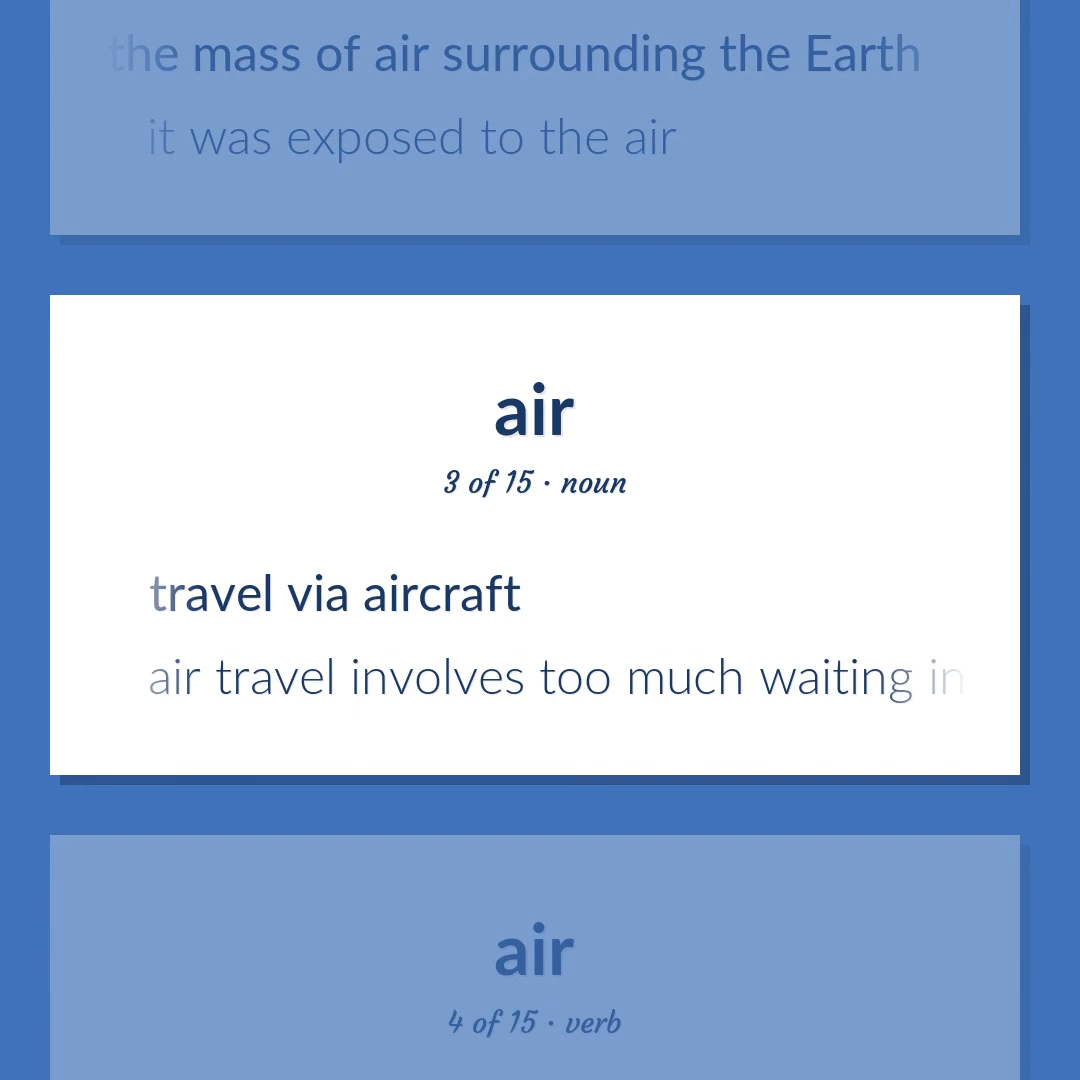 the mass of air surrounding the Earth
it was exposed to the air
air
3 of 15 · noun
travel via aircraft
air travel involves too much waiting in
air
4 of 15 · verb